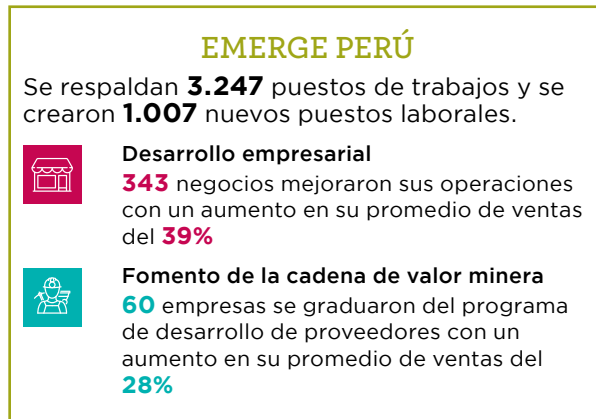 EMERGE PERÚ
Se respaldan 3.247 puestos de trabajos y se
crearon 1.007 nuevos puestos laborales.
Desarrollo empresarial
343 negocios mejoraron sus operaciones
con un aumento en su promedio de ventas
del 39%
Fomento de la cadena de valor minera
60 empresas se graduaron del programa
de desarrollo de proveedores con un
aumento en su promedio de ventas del
28%